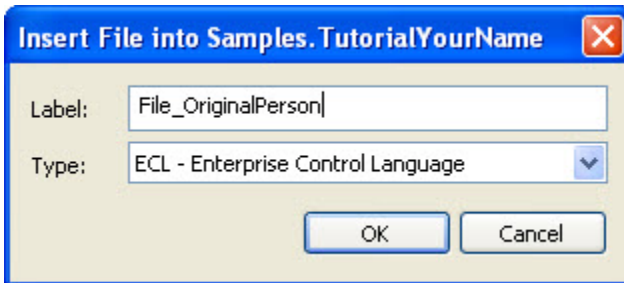 Insert File into Samples.TutorialYourName
Label: File_OriginalPerson
Type: ECL - Enterprise Control Language
OK Cancel